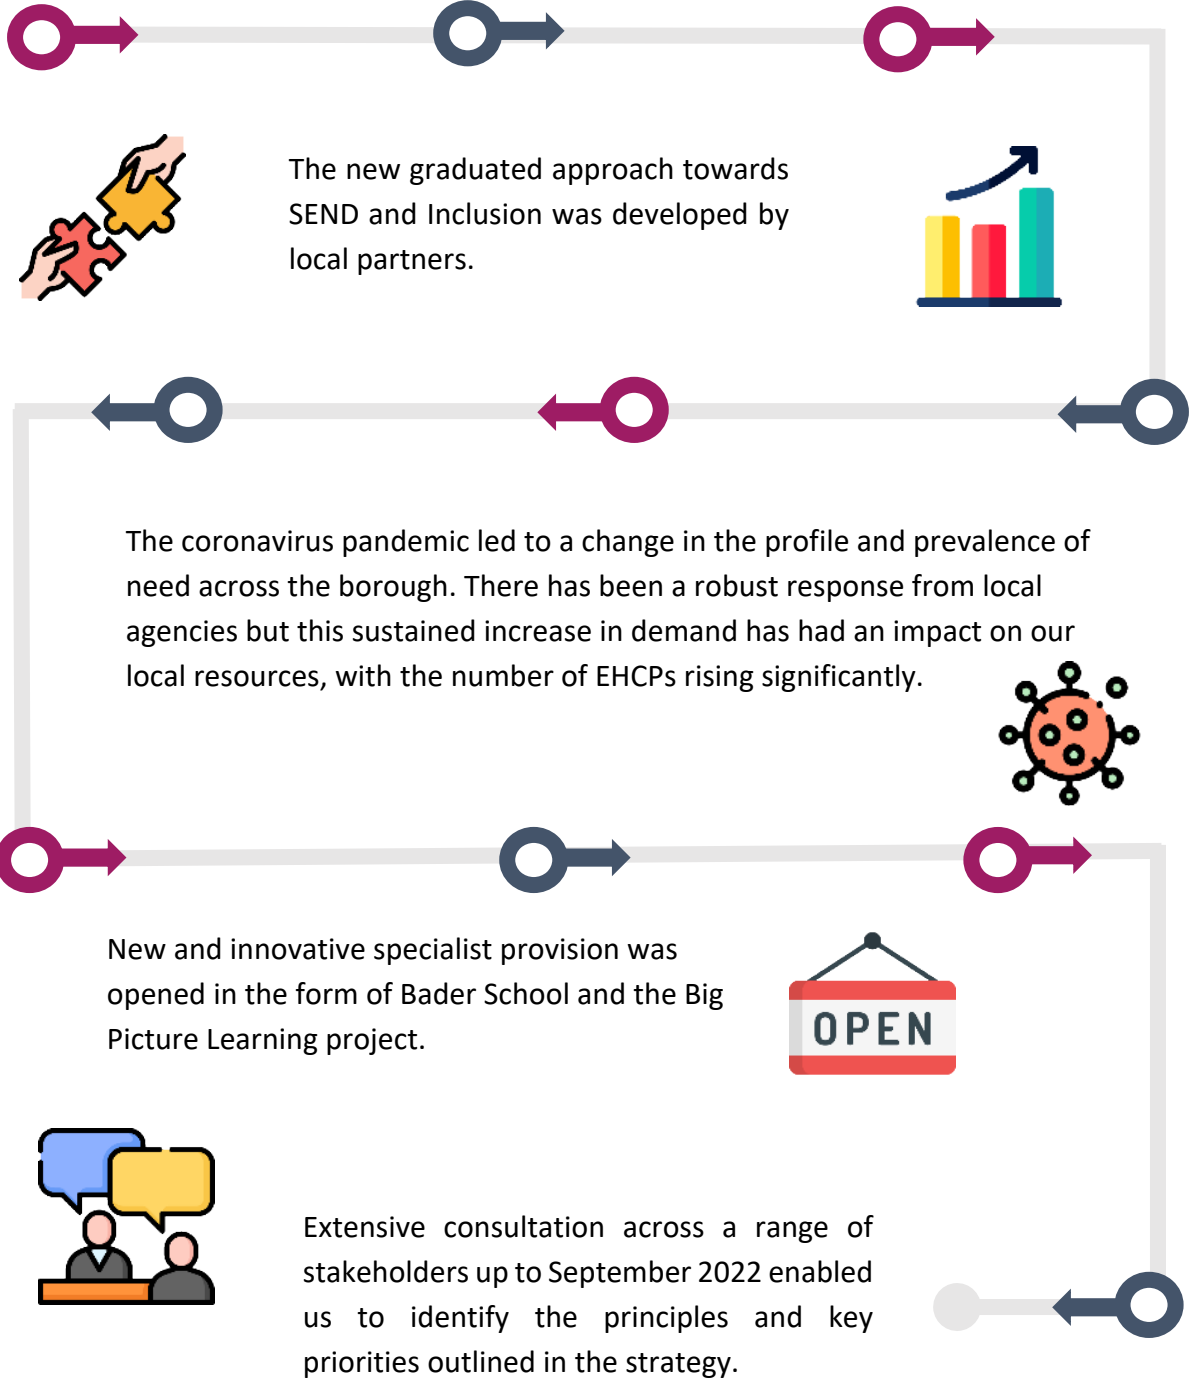 The new graduated approach towards
SEND and Inclusion was developed by
local partners.
The coronavirus pandemic led to a change in the profile and prevalence of
need across the borough. There has been a robust response from local
agencies but this sustained increase in demand has had an impact on our
local resources, with the number of EHCPs rising significantly.
New and innovative specialist provision was
opened in the form of Bader School and the Big
Picture Learning project.
OPEN
Extensive consultation across a range of
stakeholders up to September 2022 enabled
us to identify the principles and key
priorities outlined in the strategy.